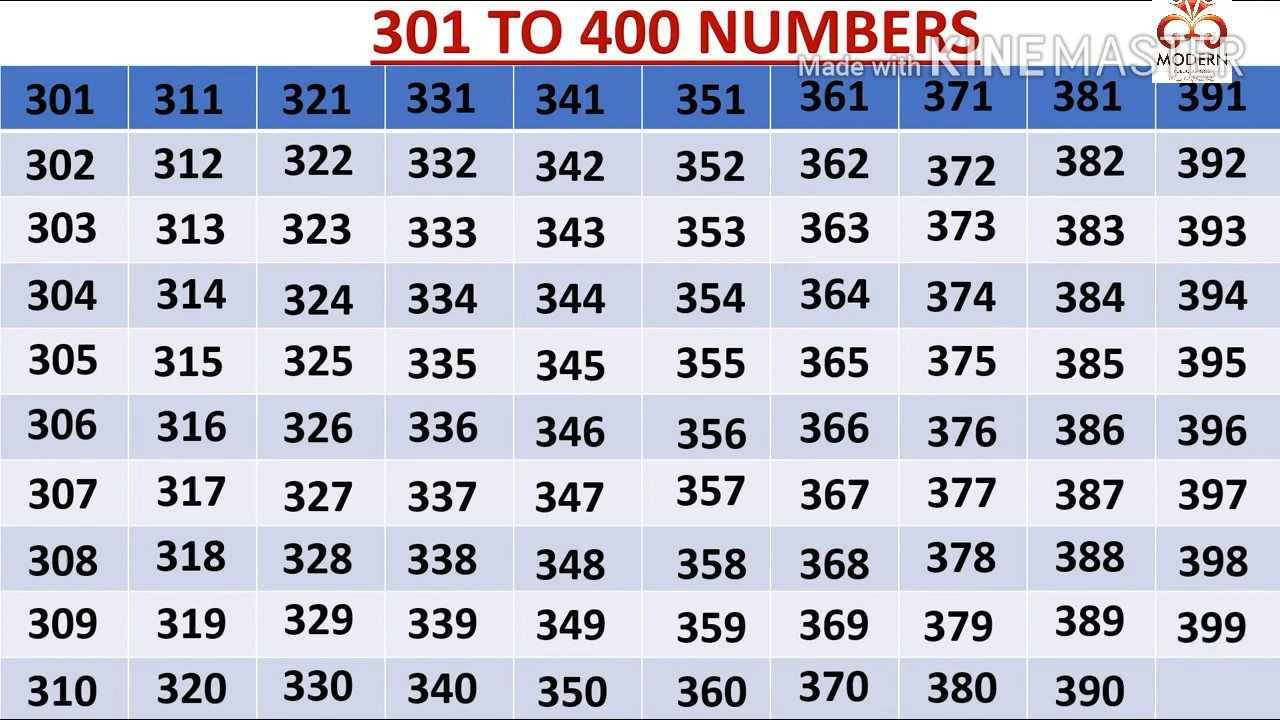 301 TO 400 NUMBERS
Made with KINEMASTER
MODERN
301 311 321 331 341 351 361 371 381 391
302 312 322 332 342 352 362 372 382 392
303 313 323 333 343 353 363 373 383 393
304 314 324 334 344 354 364 374 384 394
305 315 325 335 345 355 365 375 385 395
306 316 326 336 346 356 366 376 386 396
307 317 327 337 347 357 367 377 387 397
308 318 328 338 348 358 368 378 388 398
309 319 329 339 349 359 369 379 389 399
310 320 330 340 350 360 370 380 390